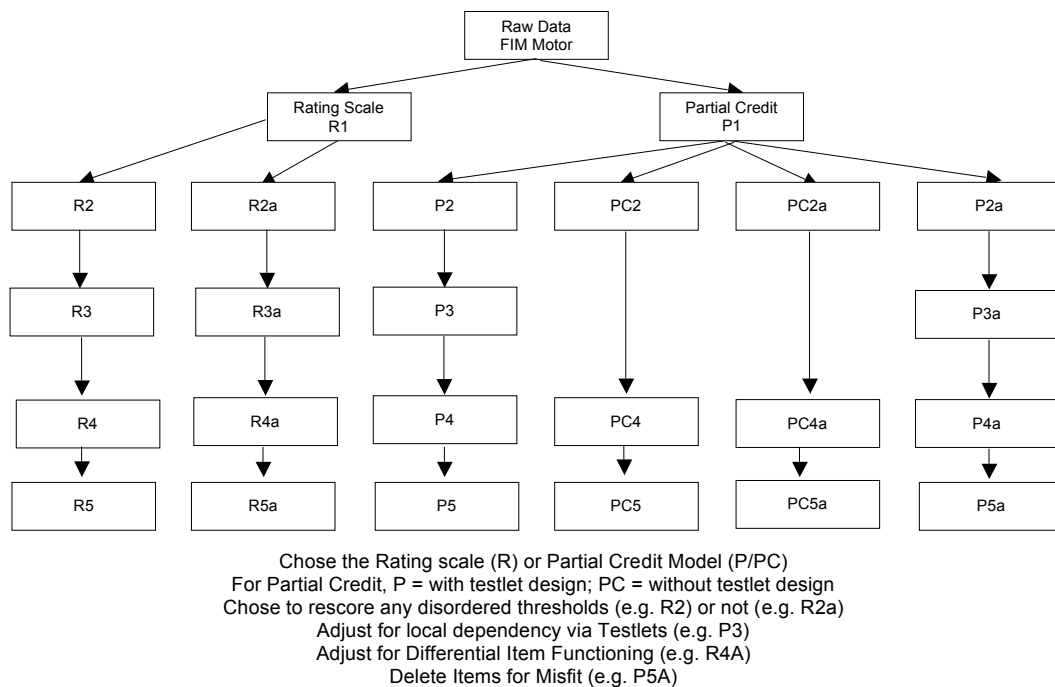 Raw Data
FIM Motor
Rating Scale
R1
Partial Credit
P1
R2
R2a
P2
PC2
PC2a
P2a
R3
R3a
P3
P3a
R4
R4a
P4
PC4
PC4a
P4a
R5
R5a
P5
PC5
PC5a
P5a
Chose the Rating scale (R) or Partial Credit Model (P/PC)
For Partial Credit, P = with testlet design; PC = without testlet design
Chose to rescore any disordered thresholds (e.g. R2) or not (e.g. R2a)
Adjust for local dependency via Testlets (e.g. P3)
Adjust for Differential Item Functioning (e.g. R4A)
Delete Items for Misfit (e.g. P5A)